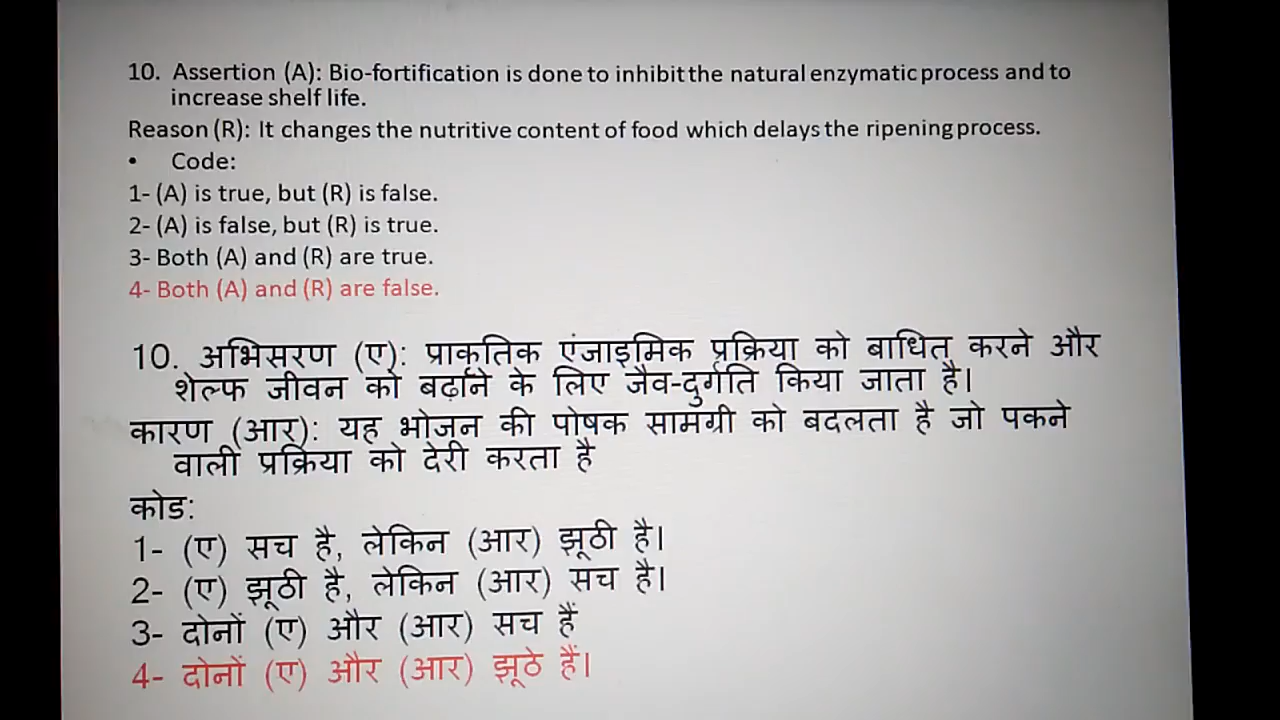 10. Assertion (A): Bio-fortification is done to inhibit the natural enzymatic process and to
increase shelf life.
Reason (R): It changes the nutritive content of food which delays the ripening process.
• Code:
1- (A) is true, but (R) is false.
2- (A) is false, but (R) is true.
3- Both (A) and (R) are true.
4- Both (A) and (R) are false.
10. अभिसरण (ए): प्राकृतिक एंजाइमिक प्रक्रिया को बाधित करने और
शेल्फ जीवन को बढ़ाने के लिए जैव-दुर्गति किया जाता है।
कारण (आर): यह भोजन की पोषक सामग्री को बदलता है जो पकने
वाली प्रक्रिया को देरी करता है
कोड:
1- (ए) सच है, लेकिन (आर) झूठी है।
2- (ए) झूठी है, लेकिन (आर) सच है।
3- दोनों (ए) और (आर) सच हैं
4- दोनों (ए) और (आर) झूठे हैं।